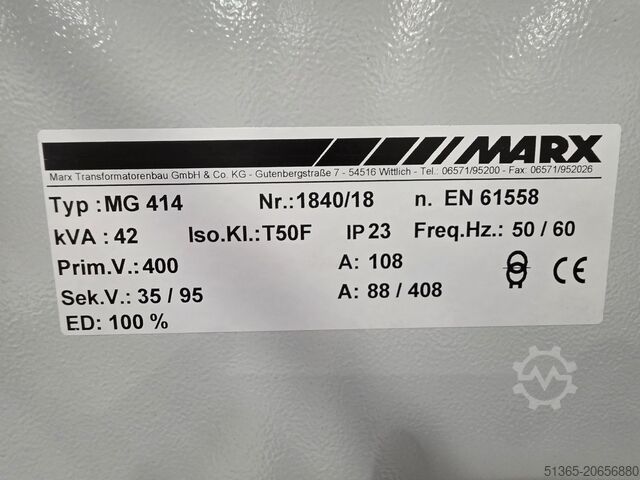 MARX
Marx Transformatorenbau GmbH & Co. KG - Gutenbergstraße 7 - 54516 Wittlich - Tel.: 06571/95200 - Fax: 06571/952026
Typ : MG 414 Nr.: 1840/18 n. EN 61558
kVA : 42 Iso.Kl.: T50F IP 23 Freq.Hz.: 50 / 60
Prim.V.: 400 A: 108
Sek.V.: 35 / 95 A: 88 / 408
ED: 100 %
CE
51365-20656880